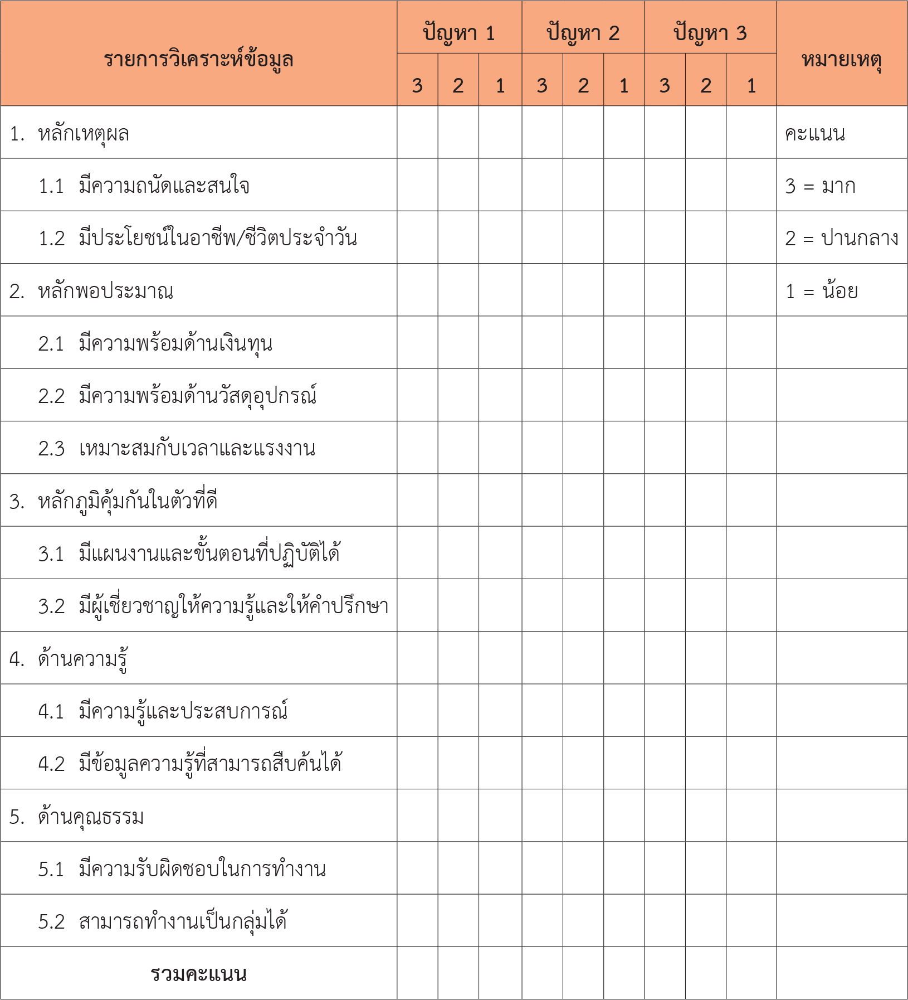 รายการวิเคราะห์ข้อมูล ปัญหา 1 ปัญหา 2 ปัญหา 3 หมายเหตุ
3 2 1 3 2 1 3 2 1
1. หลักเหตุผล คะแนน
1.1 มีความถนัดและสนใจ 3 = มาก
1.2 มีประโยชน์ในอาชีพ/ชีวิตประจำวัน 2 = ปานกลาง
2. หลักพอประมาณ 1 = น้อย
2.1 มีความพร้อมด้านเงินทุน
2.2 มีความพร้อมด้านวัสดุอุปกรณ์
2.3 เหมาะสมกับเวลาและแรงงาน
3. หลักภูมิคุ้มกันในตัวที่ดี
3.1 มีแผนงานและขั้นตอนที่ปฏิบัติได้
3.2 มีผู้เชี่ยวชาญให้ความรู้และให้คำปรึกษา
4. ด้านความรู้
4.1 มีความรู้และประสบการณ์
4.2 มีข้อมูลความรู้ที่สามารถสืบค้นได้
5. ด้านคุณธรรม
5.1 มีความรับผิดชอบในการทำงาน
5.2 สามารถทำงานเป็นกลุ่มได้
รวมคะแนน